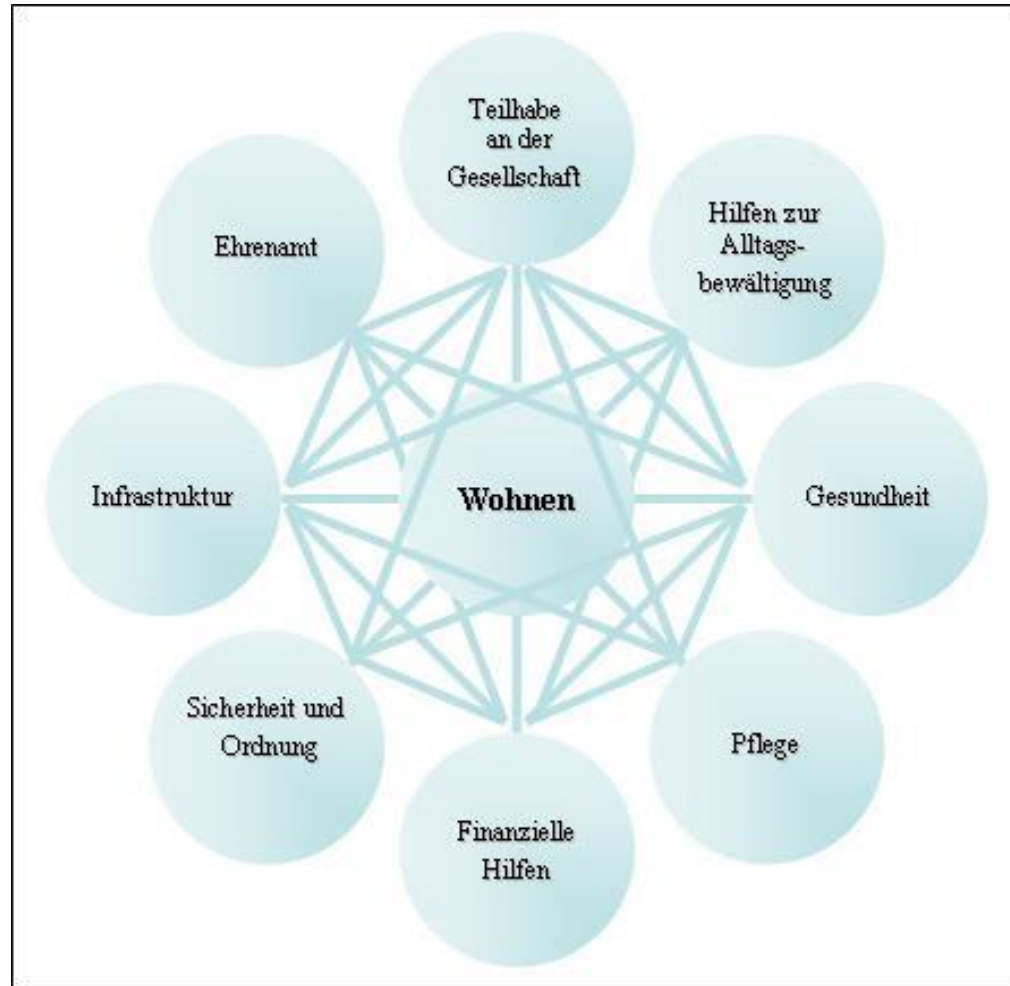 Teilhabe
an der
Gesellschaft
Hilfen zur
Alltags-
bewältigung
Ehrenamt
Infrastruktur
Wohnen
Gesundheit
Sicherheit und
Ordnung
Pflege
Finanzielle
Hilfen